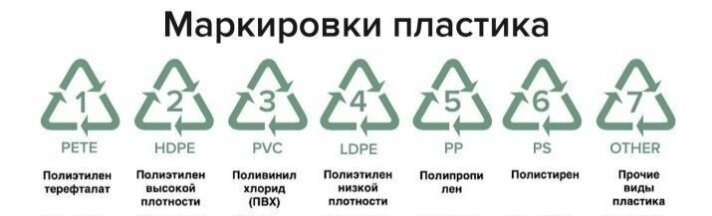 Маркировки пластика
1 2 3 4 5 6 7
PETE HDPE PVC LDPE PP PS OTHER
Полиэтилен Полиэтилен Поливинил Полиэтилен Полипропи Полистирен Прочие
терефталат высокой хлорид низкой лен виды
плотности (ПВХ) плотности пластика